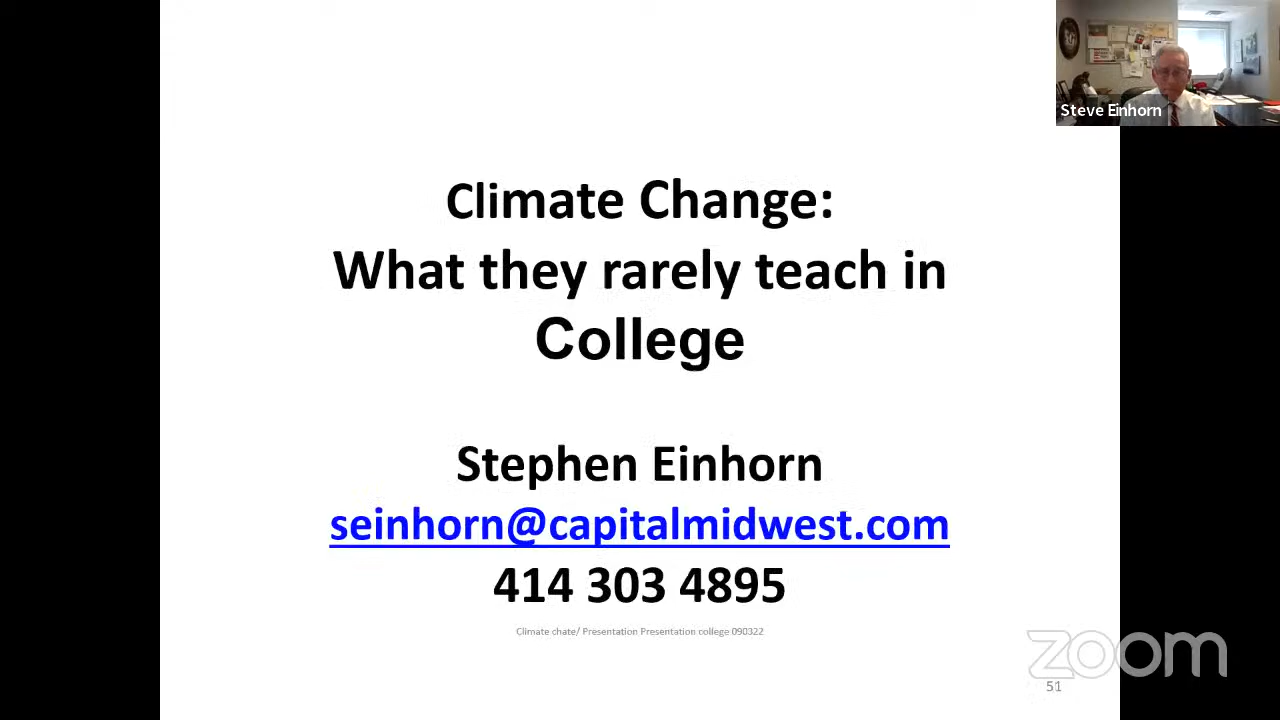 Steve Einhorn
Climate Change:
What they rarely teach in
College
Stephen Einhorn
seinhorn@capitalmidwest.com
414 303 4895
Climate chate/ Presentation Presentation college 090322
zoom
51